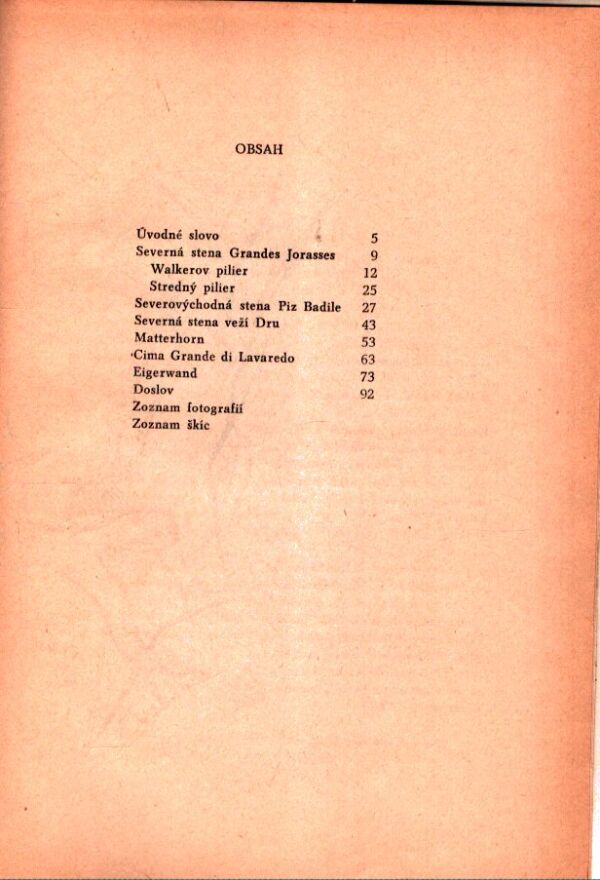 OBSAH
Úvodné slovo 5
Severná stena Grandes Jorasses 9
Walkerov pilier 12
Stredný pilier 25
Severovýchodná stena Piz Badile 27
Severná stena veží Dru 43
Matterhorn 53
Cima Grande di Lavaredo 63
Eigerwand 73
Doslov 92
Zoznam fotografií
Zoznam škíc